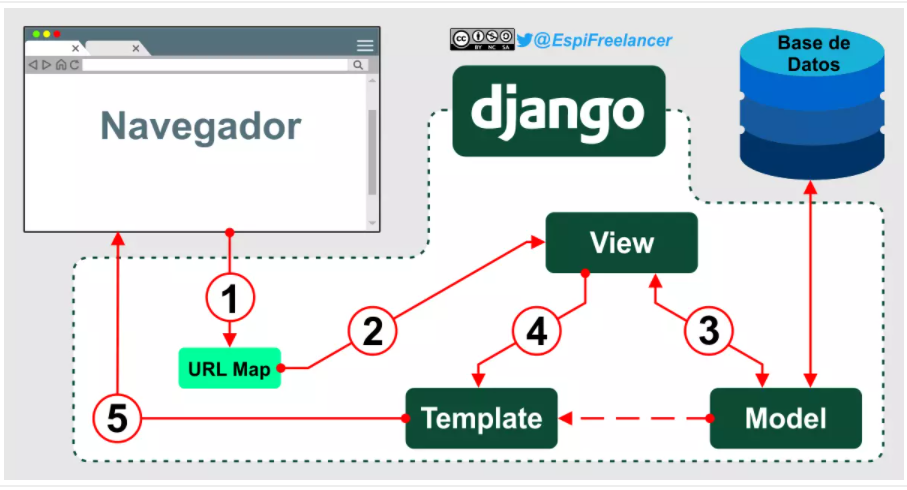 BY NC SA
@EspiFreelancer
django
Base de
Datos
Navegador
View
1
2
4
3
URL Map
5
Template
Model